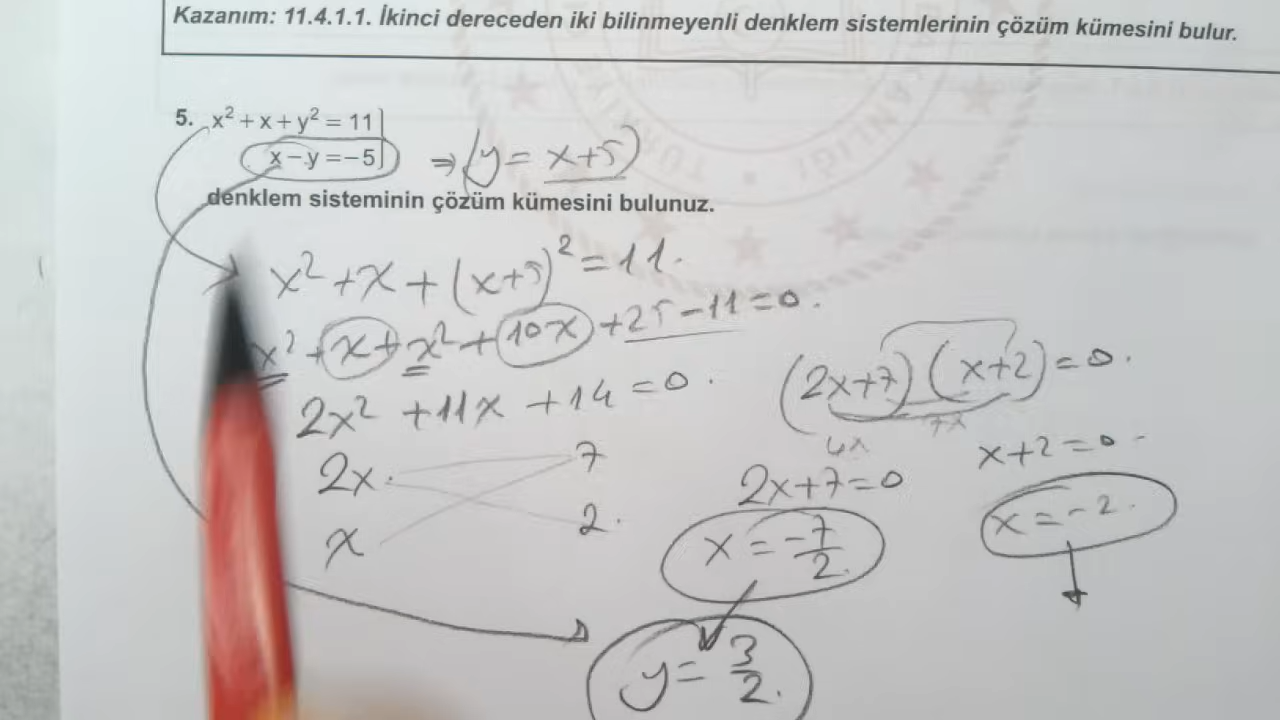 Kazanım: 11.4.1.1. İkinci dereceden iki bilinmeyenli denklem sistemlerinin çözüm kümesini bulur.
5. x² + x + y² = 11
x – y = –5 ⇒ (y = x+5)
denklem sisteminin çözüm kümesini bulunuz.
x² + x + (x+5)² = 11.
x² + x + x² + 10x + 25 – 11 = 0.
2x² + 11x + 14 = 0.
2x 7
x 2.
(2x+7) (x+2) = 0.
4x 7x
2x+7=0
x = -7/2.
y = 3/2.
x+2=0
x = -2.